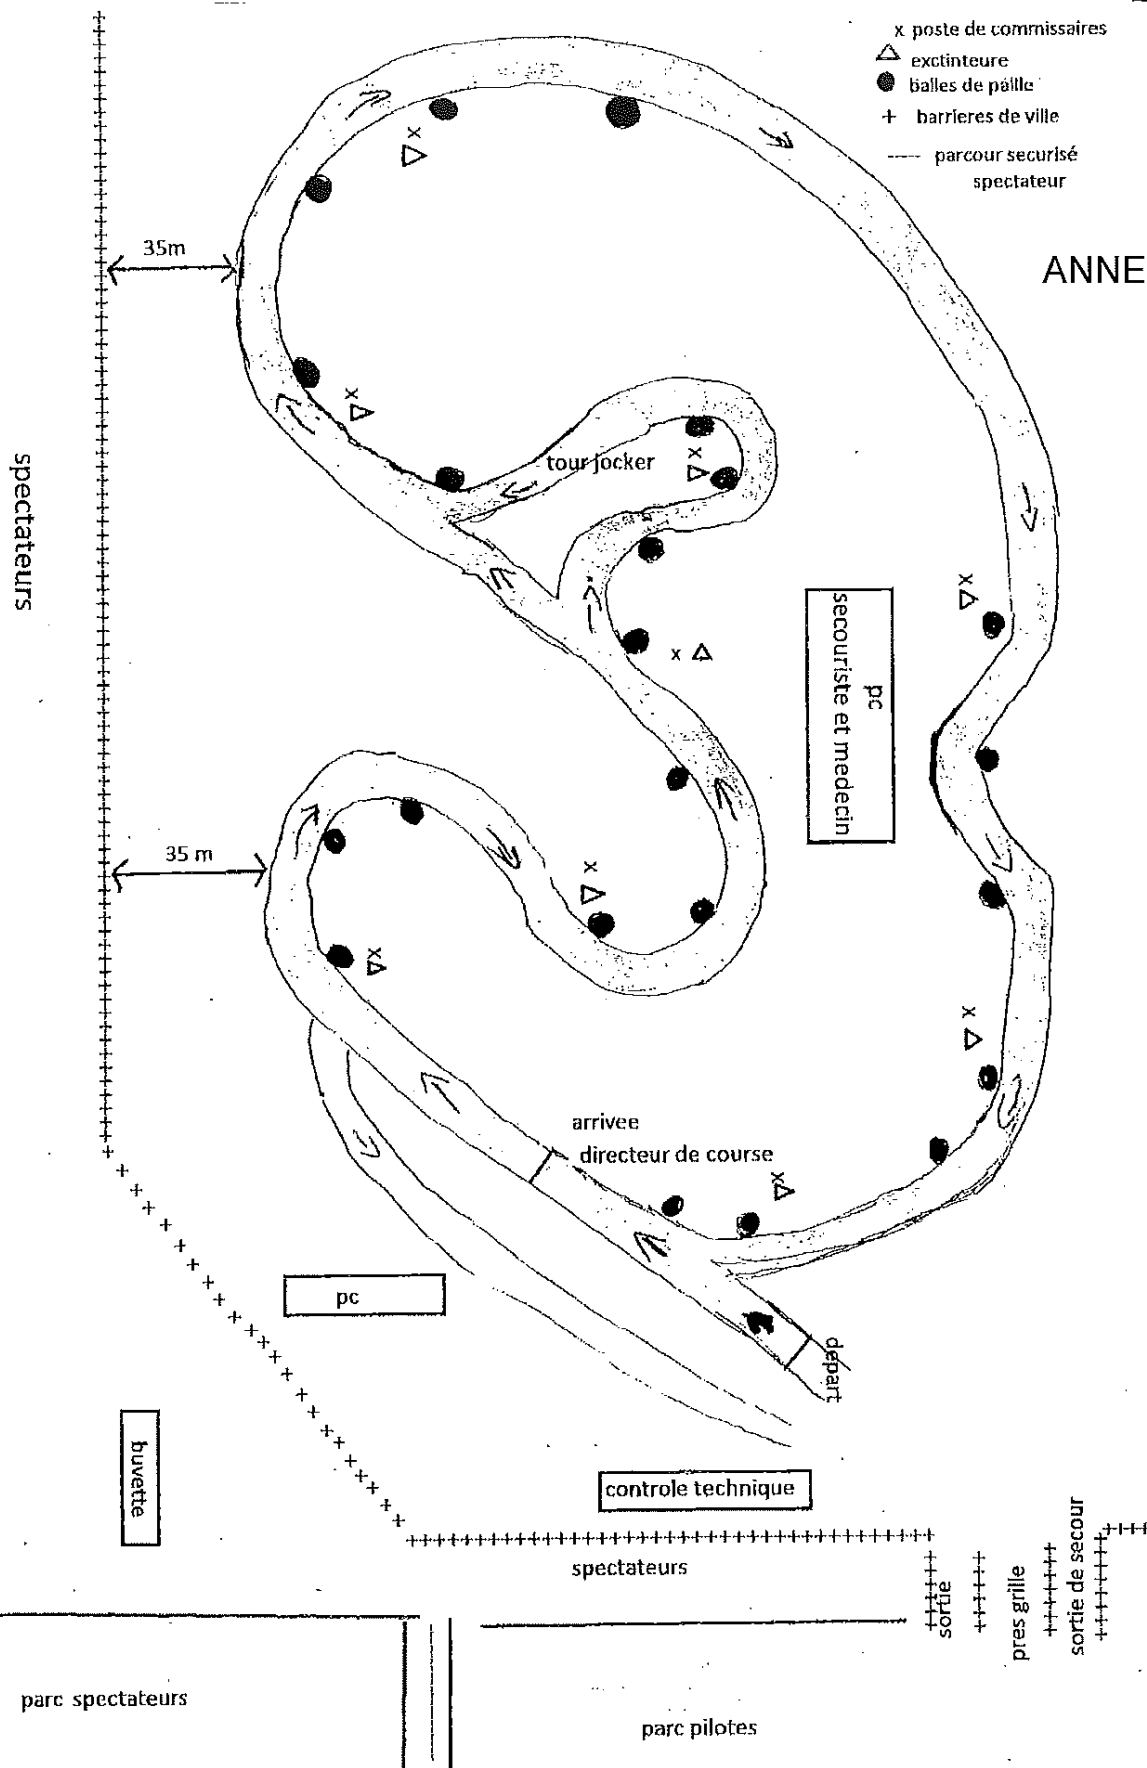 x poste de commissaires
exctinteure
balles de paille
+ barrieres de ville
---- parcour securisé
spectateur
ANNE
35m
spectateurs
x
x
tour jocker
x
x
pc
secouriste et medecin
x
35 m
x
x
x
arrivee
directeur de course
x
pc
depart
buvette
controle technique
spectateurs
sortie
pres grille
sortie de secour
parc spectateurs
parc pilotes